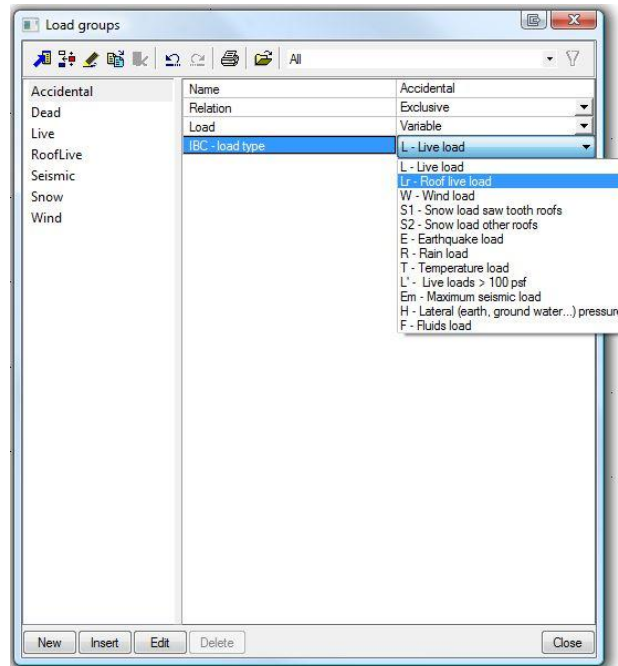 Load groups
All
Accidental
Dead
Live
RoofLive
Seismic
Snow
Wind
Name Accidental
Relation Exclusive
Load Variable
IBC - load type L - Live load
L - Live load
Lr - Roof live load
W - Wind load
S1 - Snow load saw tooth roofs
S2 - Snow load other roofs
E - Earthquake load
R - Rain load
T - Temperature load
L' - Live loads > 100 psf
Em - Maximum seismic load
H - Lateral (earth, ground water...) pressure
F - Fluids load
New Insert Edit Delete Close